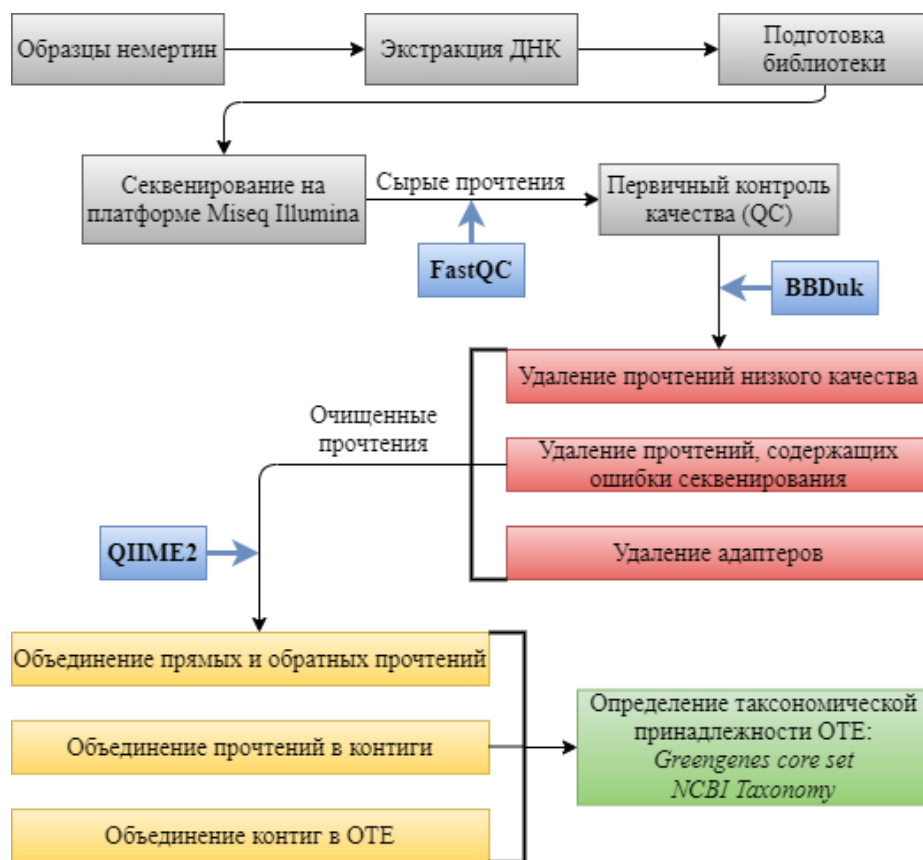 Образцы немертин
Экстракция ДНК
Подготовка
библиотеки
Секвенирование на
платформе Miseq Illumina
Сырые прочтения
Первичный контроль
качества (QC)
FastQC
BBDuk
Удаление прочтений низкого качества
Очищенные
прочтения
Удаление прочтений, содержащих
ошибки секвенирования
QIIME2
Удаление адаптеров
Объединение прямых и обратных прочтений
Объединение прочтений в контиги
Объединение контиг в ОТЕ
Определение таксономической
принадлежности ОТЕ:
Greengenes core set
NCBI Taxonomy